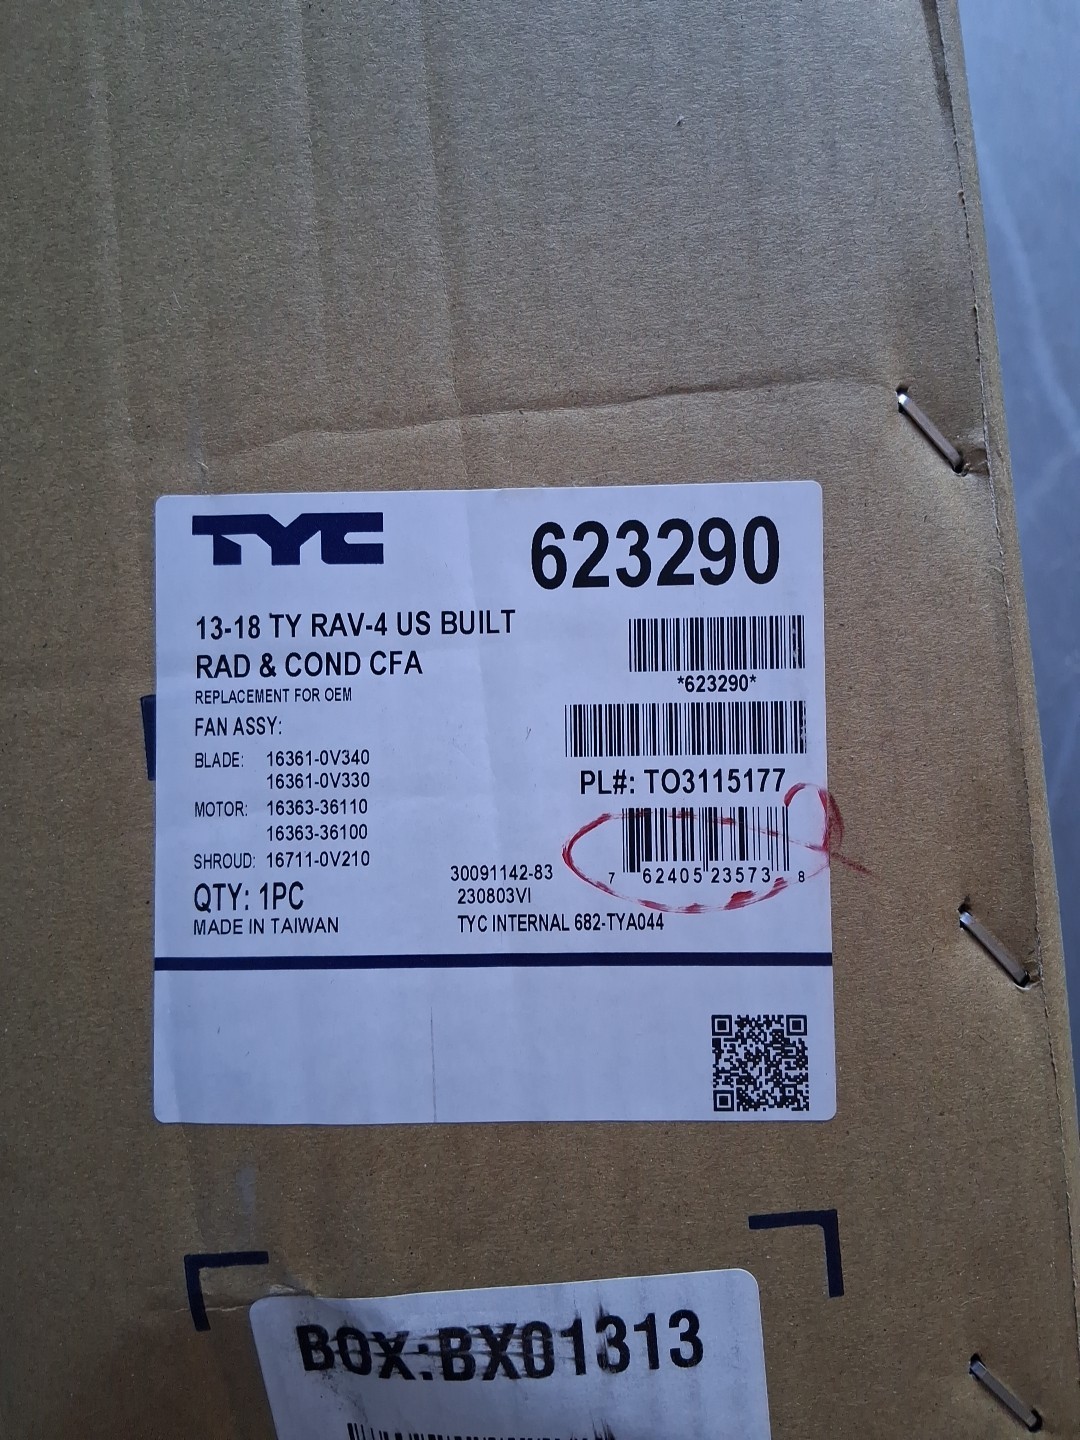 TYC
623290
13-18 TY RAV-4 US BUILT
RAD & COND CFA
REPLACEMENT FOR OEM
*623290*
FAN ASSY:
BLADE: 16361-0V340
16361-0V330
PL#: TO3115177
MOTOR: 16363-36110
16363-36100
SHROUD: 16711-0V210
7 62405 23573 8
QTY: 1PC
30091142-83
230803VI
MADE IN TAIWAN
TYC INTERNAL 682-TYA044
BOX:BX01313